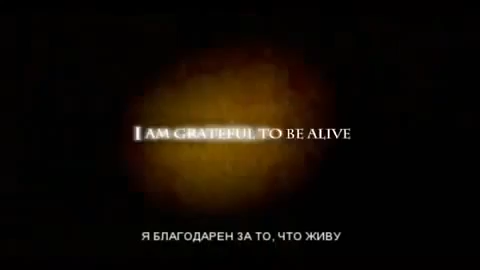 I AM GRATEFUL TO BE ALIVE
Я БЛАГОДАРЕН ЗА ТО, ЧТО ЖИВУ